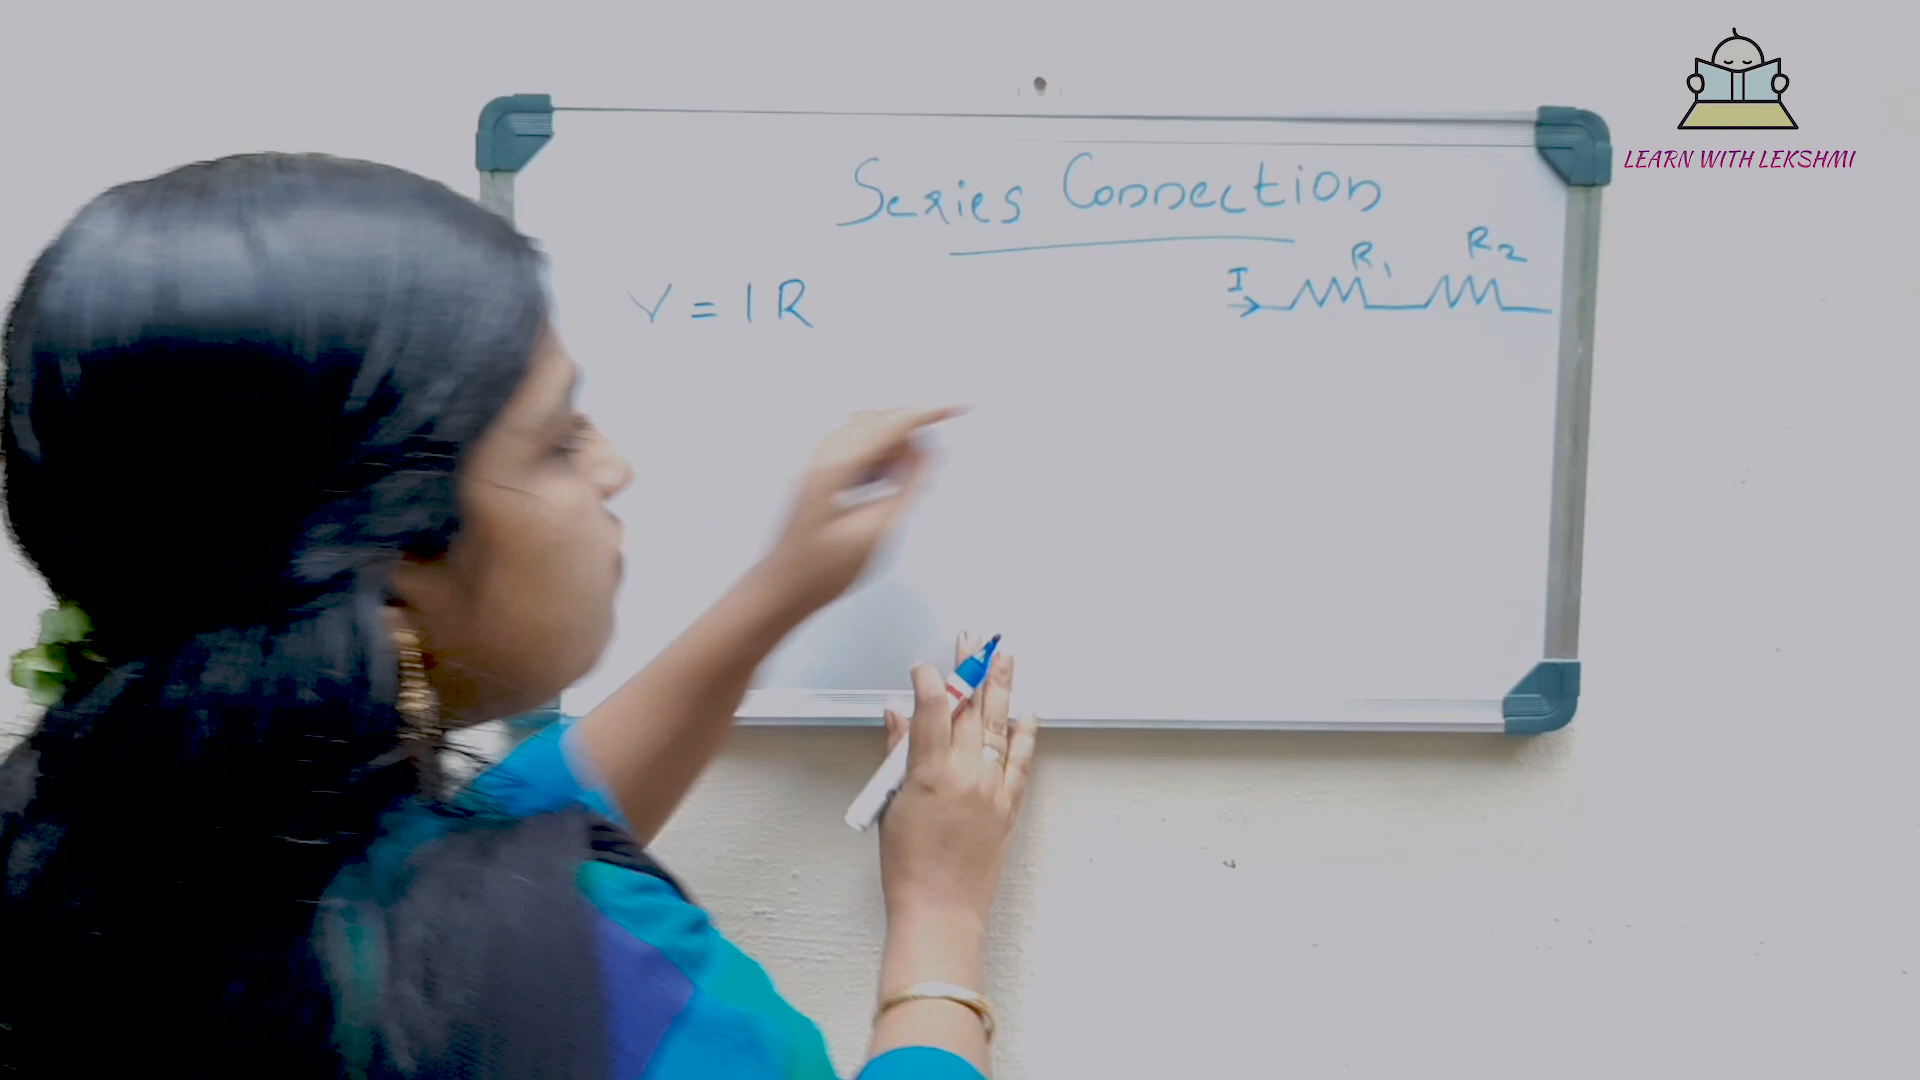 Series Connection
V = IR
I
R1
R2
LEARN WITH LEKSHMI